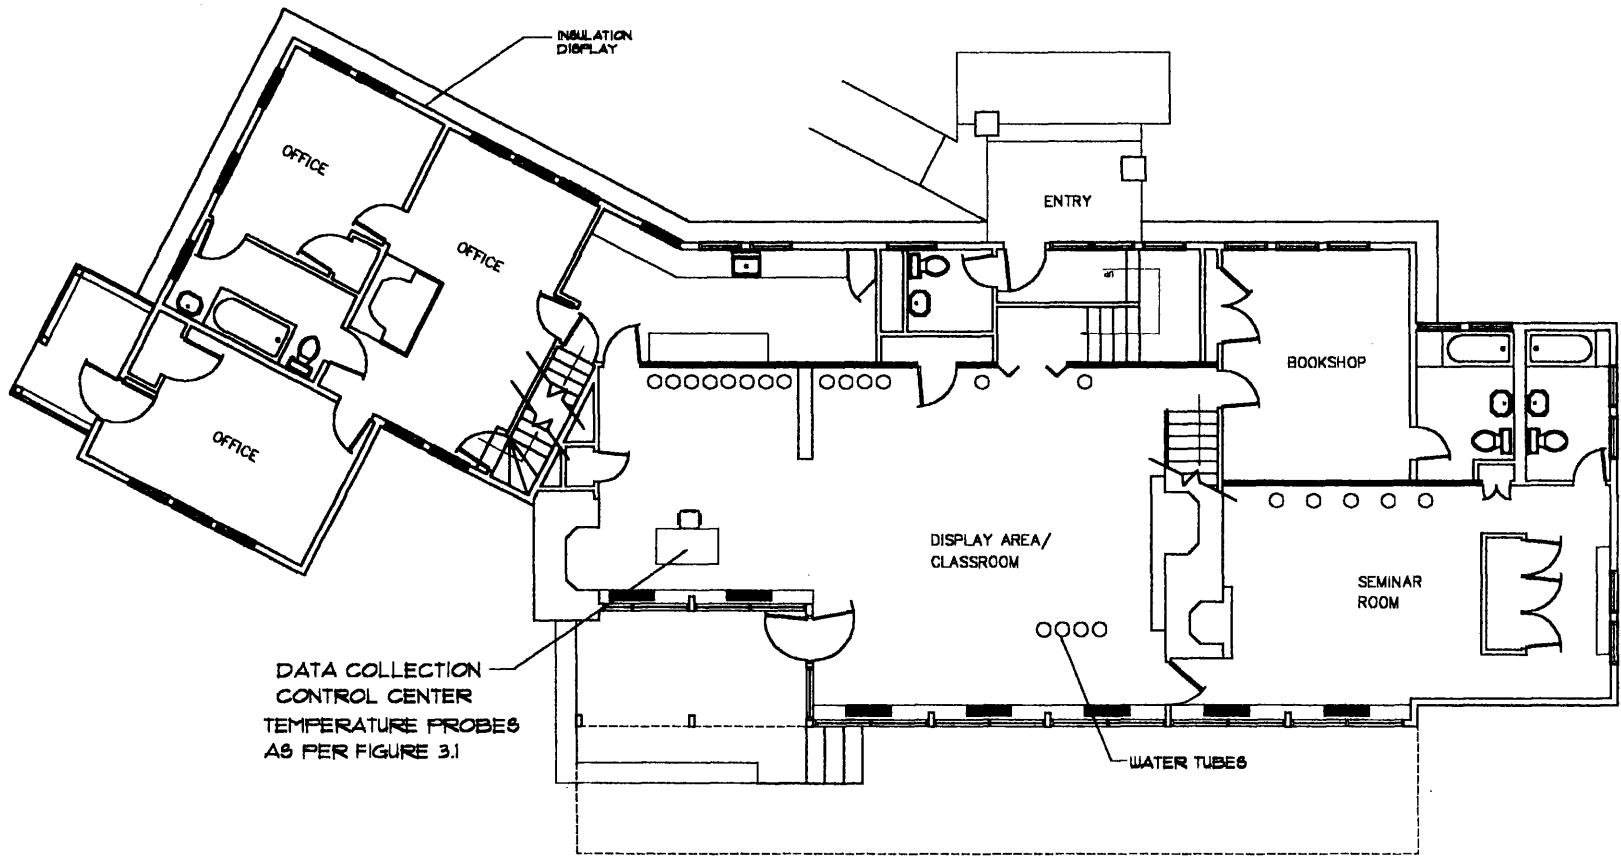 INSULATION
DISPLAY
OFFICE
OFFICE
ENTRY
UP
BOOKSHOP
OFFICE
DISPLAY AREA/
CLASSROOM
SEMINAR
ROOM
DATA COLLECTION
CONTROL CENTER
TEMPERATURE PROBES
AS PER FIGURE 3.1
WATER TUBES